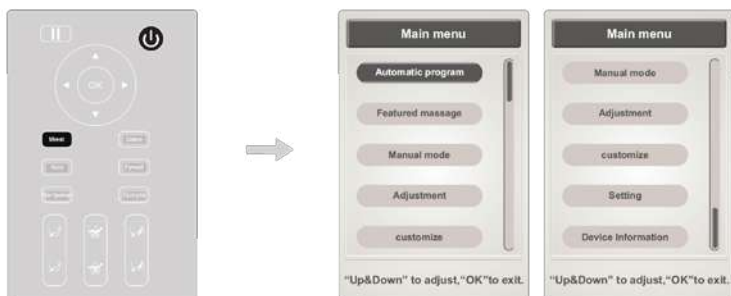 OK
Menu
Main menu
Automatic program
Featured massage
Manual mode
Adjustment
customize
"Up&Down" to adjust,"OK"to exit.
Main menu
Manual mode
Adjustment
customize
Setting
Device Information
"Up&Down" to adjust,"OK"to exit.